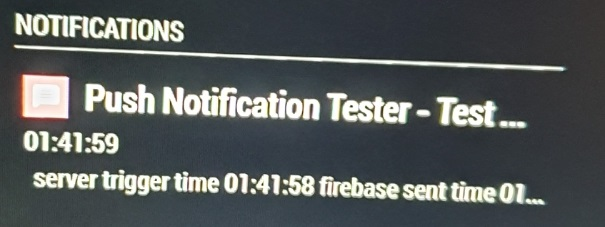 NOTIFICATIONS
Push Notification Tester - Test ...
01:41:59
server trigger time 01:41:58 firebase sent time 01...